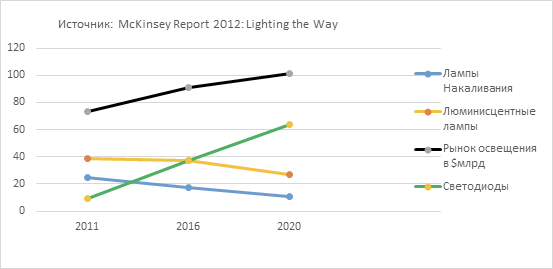 Источник: McKinsey Report 2012: Lighting the Way
120
100
80
60
40
20
0
2011 2016 2020
Лампы
Накаливания
Люминисцентные
лампы
Рынок освещения
в $млрд
Светодиоды